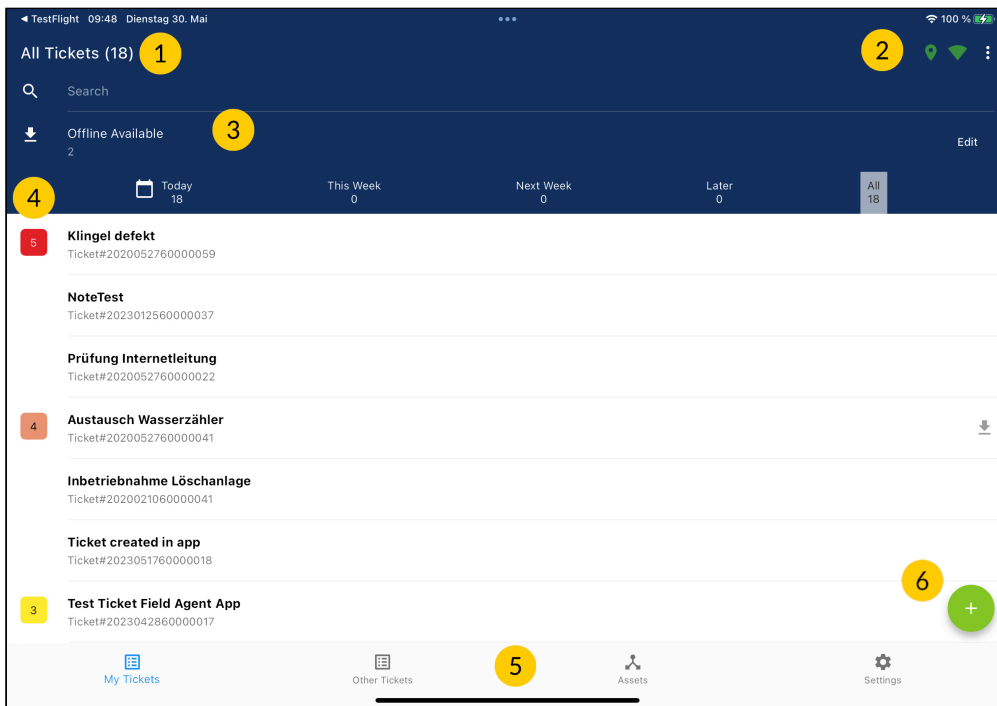 ◀ TestFlight 09:48 Dienstag 30. Mai 100 %
All Tickets (18) 1 2
Search
Offline Available 3
2
Edit
4 Today This Week Next Week Later All
18 0 0 0 18
5 Klingel defekt
Ticket#2020052760000059
NoteTest
Ticket#2023012560000037
Prüfung Internetleitung
Ticket#2020052760000022
4 Austausch Wasserzähler
Ticket#2020052760000041
Inbetriebnahme Löschanlage
Ticket#2020021060000041
Ticket created in app
Ticket#2023051760000018
6
3 Test Ticket Field Agent App +
Ticket#2023042860000017
5
My Tickets Other Tickets Assets Settings